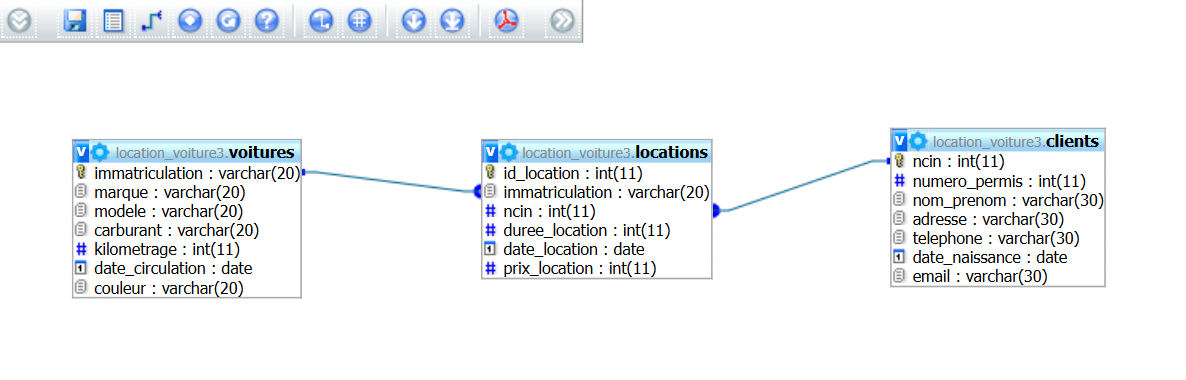 location_voiture3.voitures
immatriculation : varchar(20)
marque : varchar(20)
modele : varchar(20)
carburant : varchar(20)
kilometrage : int(11)
date_circulation : date
couleur : varchar(20)
location_voiture3.locations
id_location : int(11)
immatriculation : varchar(20)
ncin : int(11)
duree_location : int(11)
date_location : date
prix_location : int(11)
location_voiture3.clients
ncin : int(11)
numero_permis : int(11)
nom_prenom : varchar(30)
adresse : varchar(30)
telephone : varchar(30)
date_naissance : date
email : varchar(30)